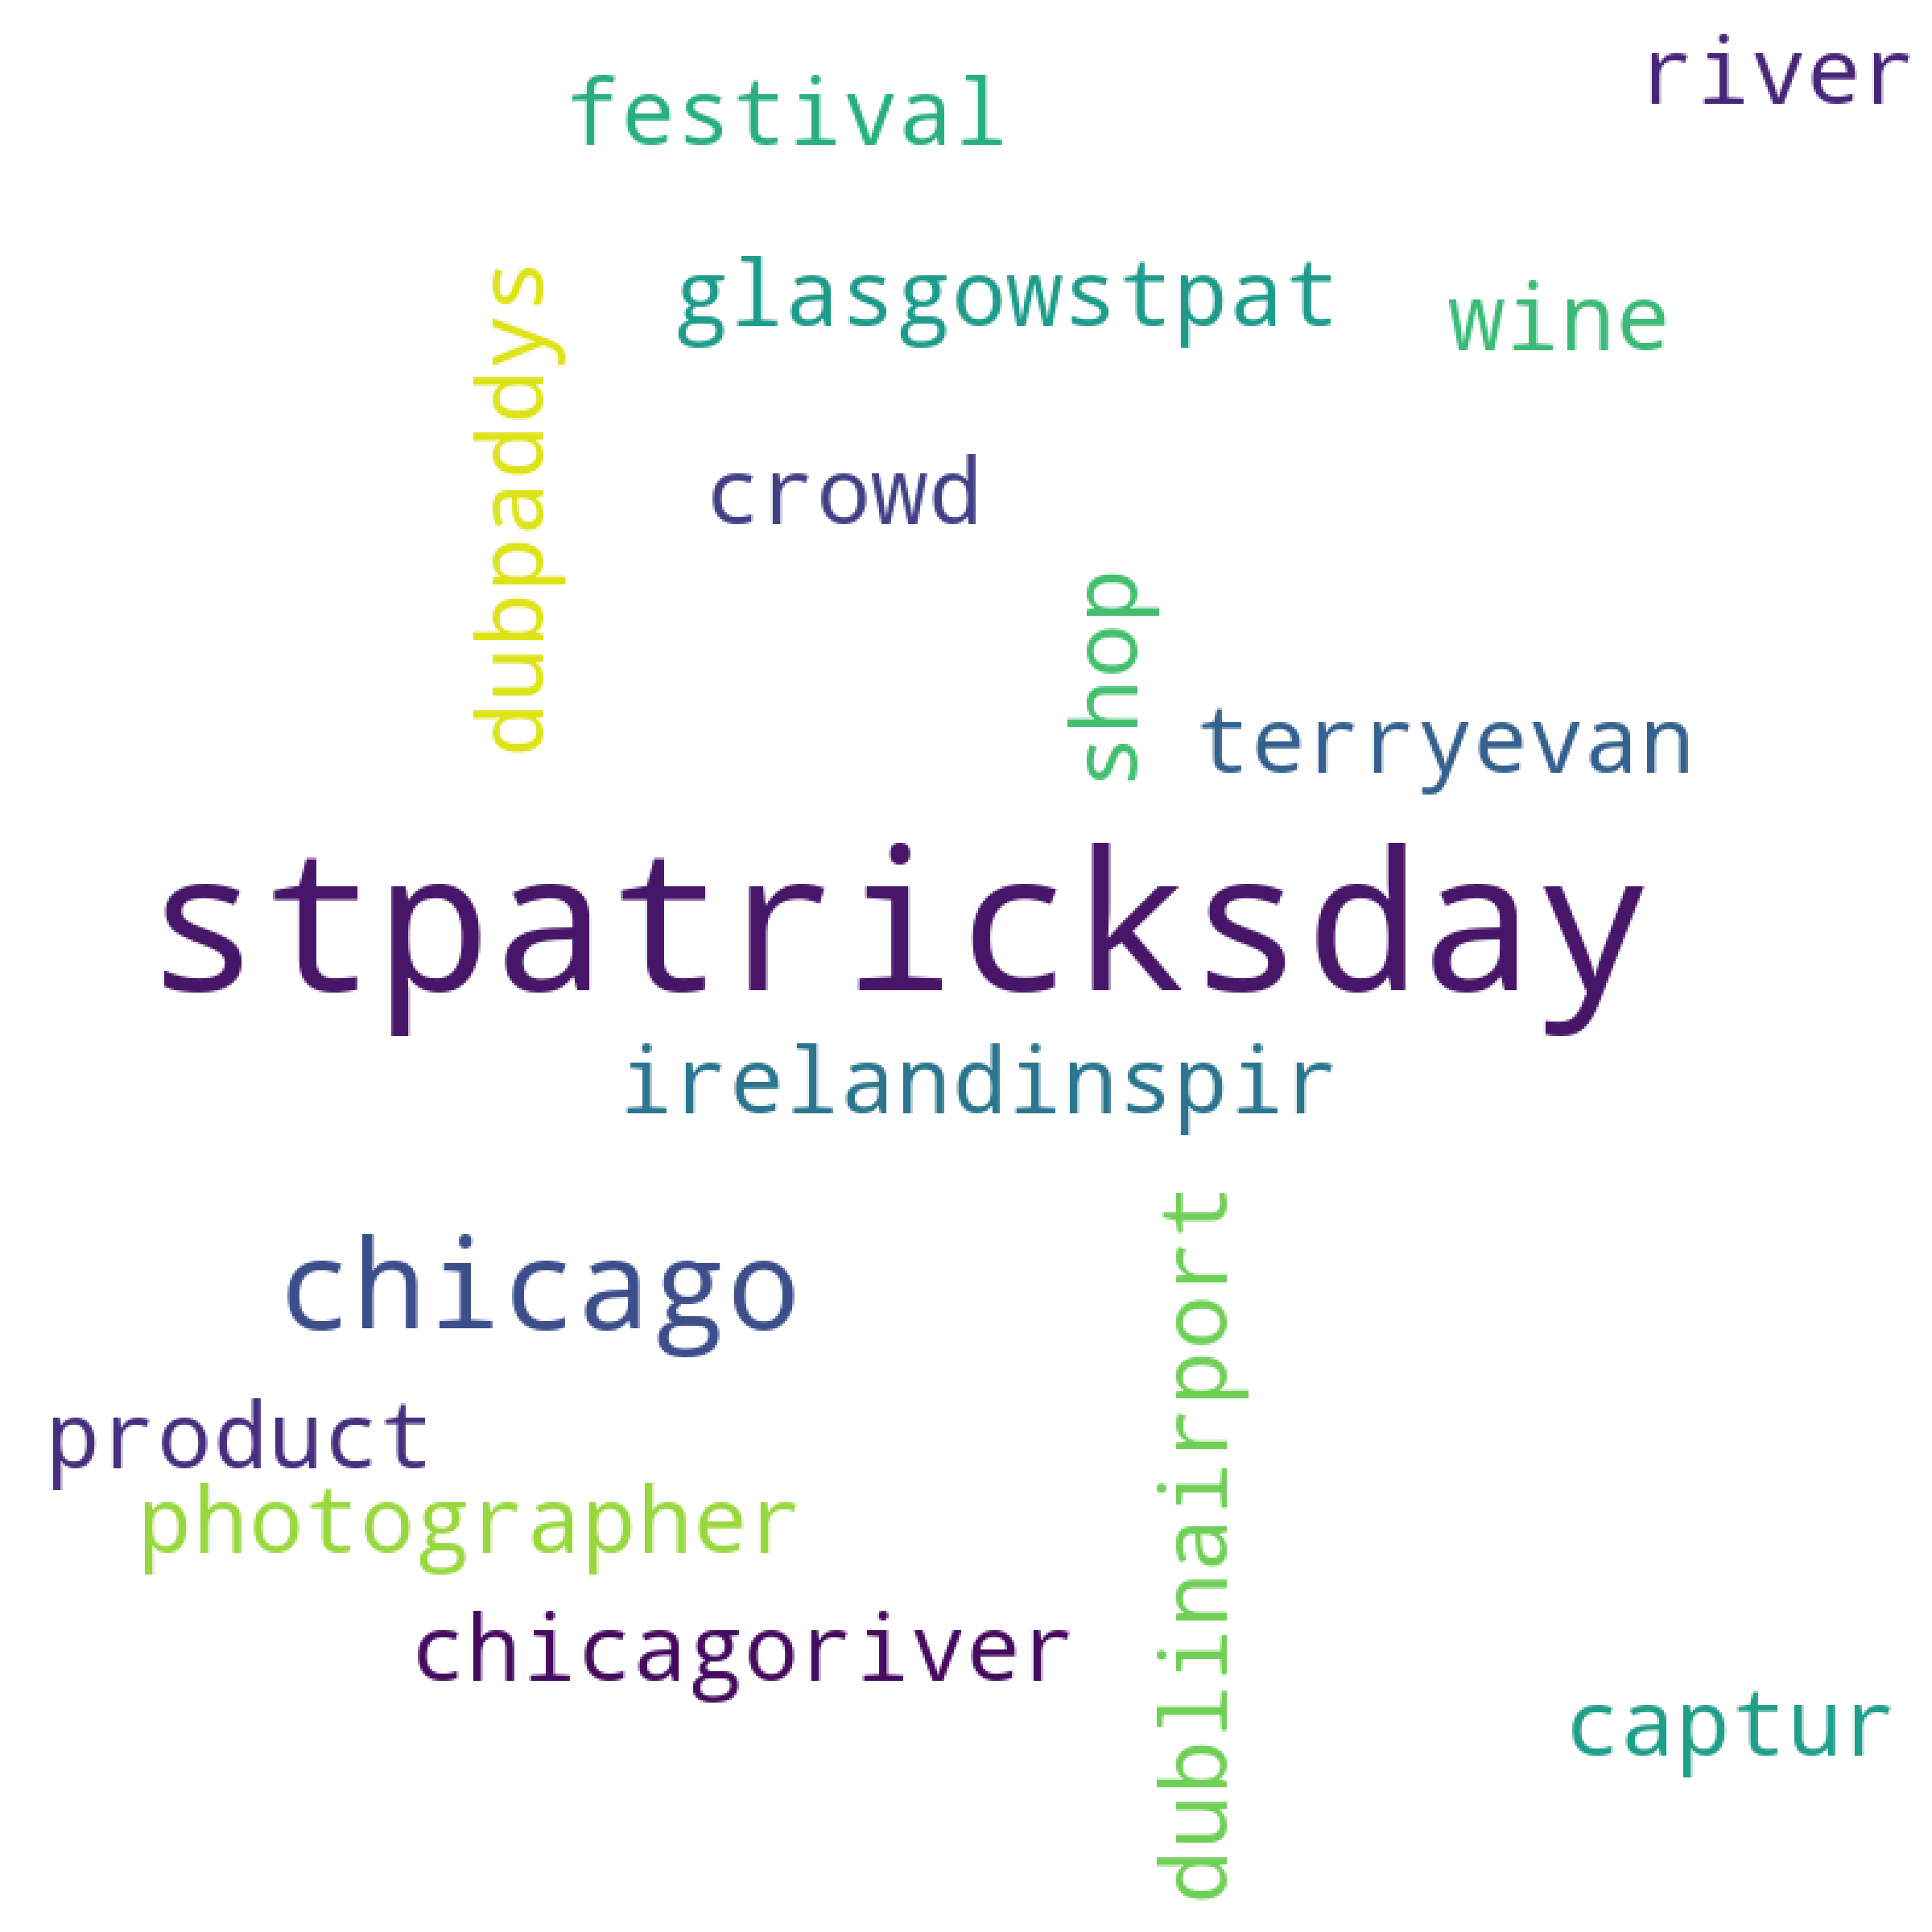 river
festival
glasgowstpat
wine
dubpaddys
crowd
shop
terryevan
stpatricksday
irelandinspir
chicago
dublinairport
product
photographer
chicagoriver
captur